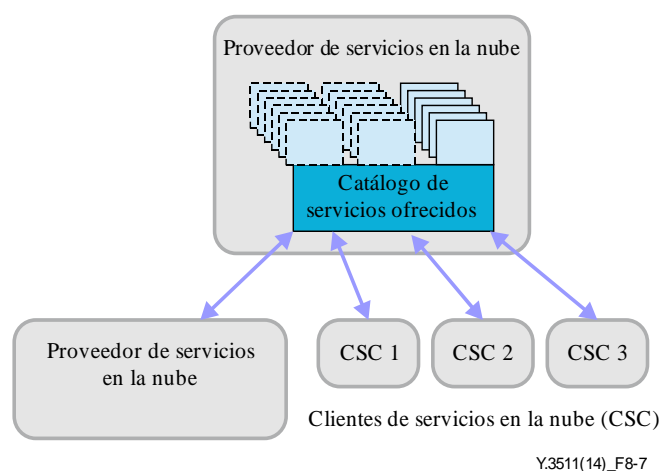 Proveedor de servicios en la nube
Catálogo de
servicios ofrecidos
Proveedor de servicios
en la nube
CSC 1
CSC 2
CSC 3
Clientes de servicios en la nube (CSC)
Y.3511(14)_F8-7